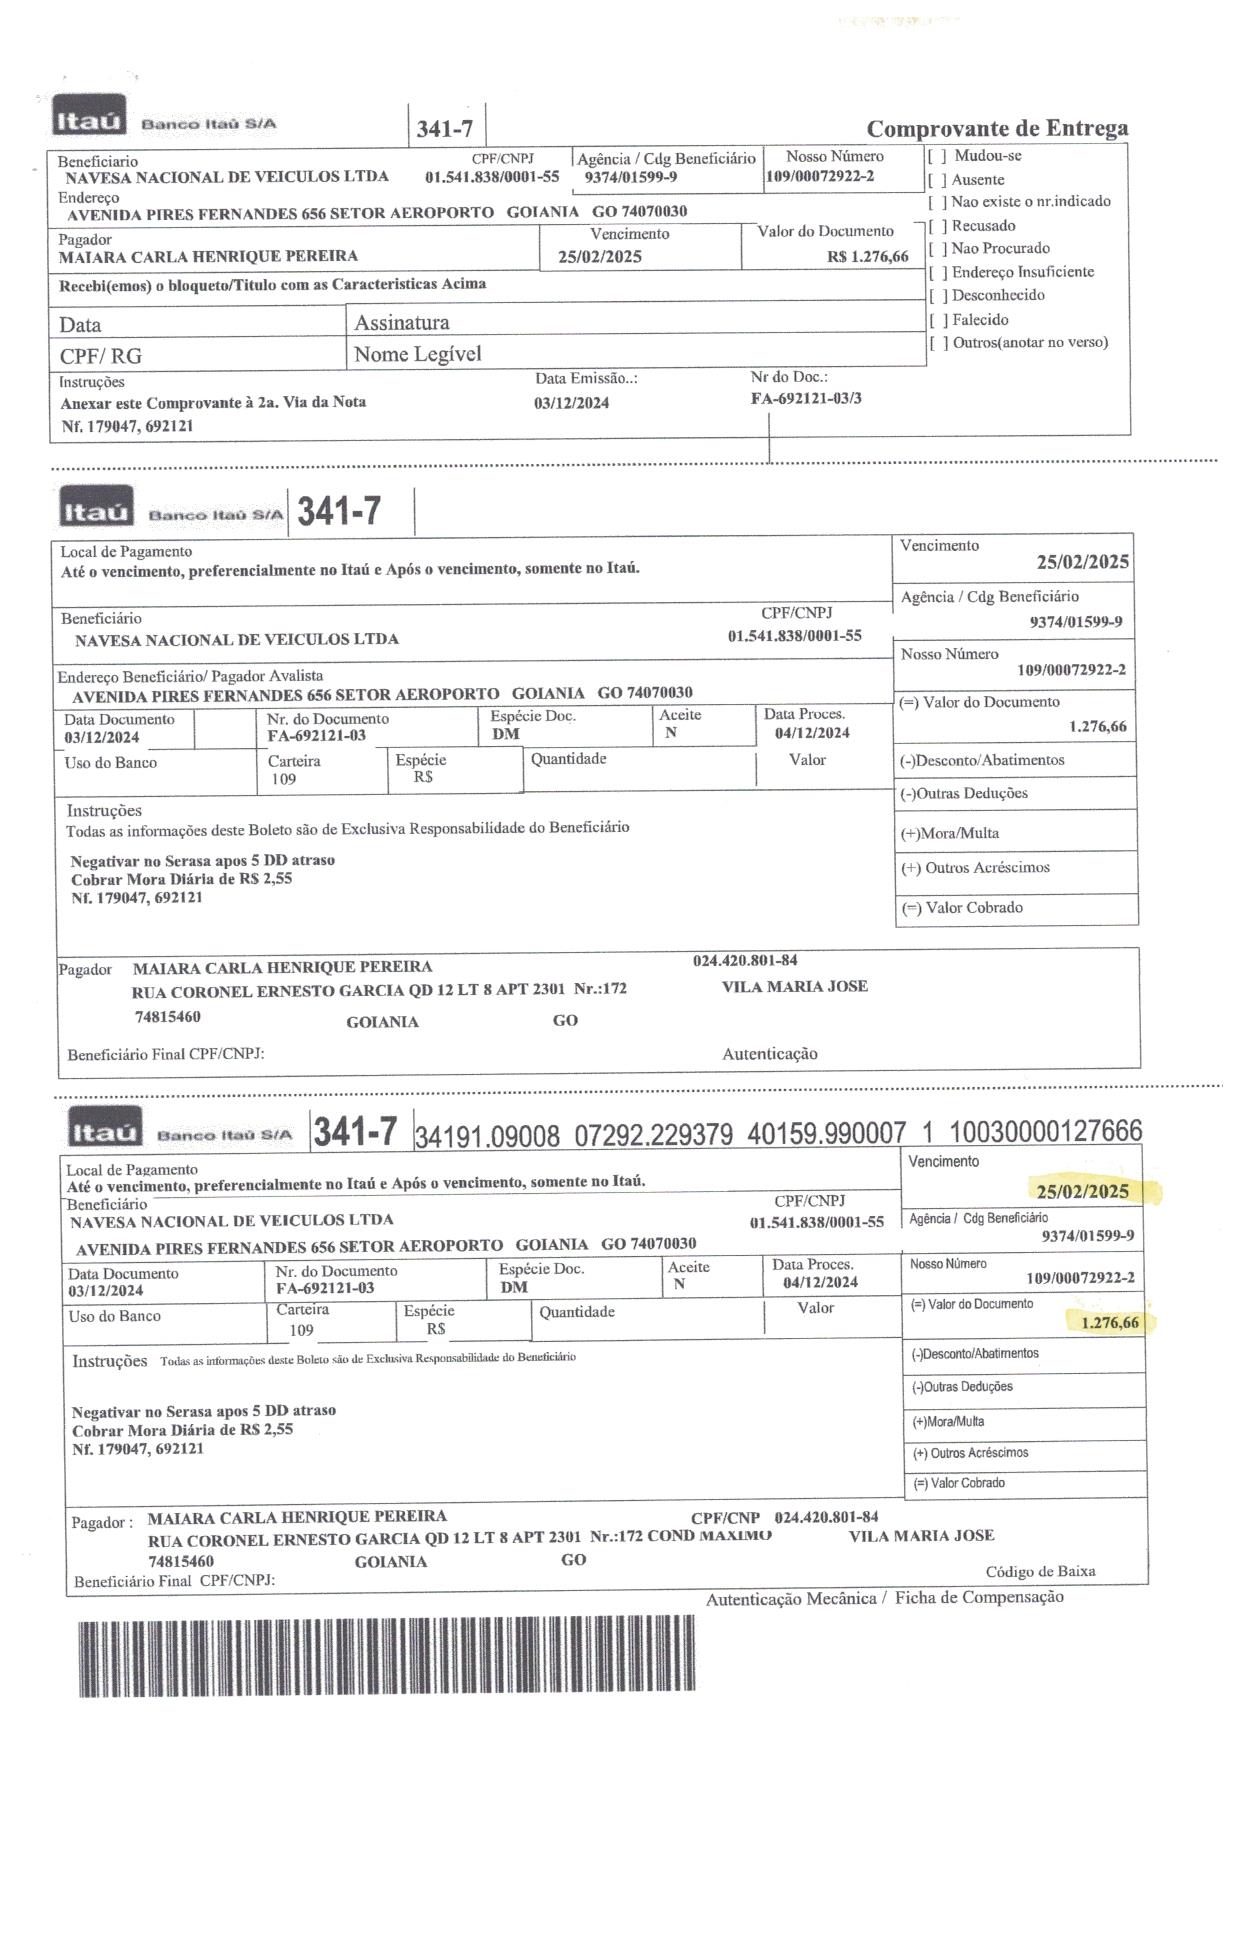 Itaú Banco Itaú S/A 341-7 Comprovante de Entrega
Beneficiario CPF/CNPJ Agência / Cdg Beneficiário Nosso Número [ ] Mudou-se
NAVESA NACIONAL DE VEICULOS LTDA 01.541.838/0001-55 9374/01599-9 109/00072922-2 [ ] Ausente
Endereço [ ] Nao existe o nr.indicado
AVENIDA PIRES FERNANDES 656 SETOR AEROPORTO GOIANIA GO 74070030
Pagador Vencimento Valor do Documento [ ] Recusado
MAIARA CARLA HENRIQUE PEREIRA 25/02/2025 R$ 1.276,66 [ ] Nao Procurado
[ ] Endereço Insuficiente
Recebi(emos) o bloqueto/Titulo com as Caracteristicas Acima [ ] Desconhecido
Data Assinatura [ ] Falecido
CPF/ RG Nome Legível [ ] Outros(anotar no verso)
Instruções Data Emissão..: Nr do Doc.:
Anexar este Comprovante à 2a. Via da Nota 03/12/2024 FA-692121-03/3
Nf. 179047, 692121
Itaú Banco Itaú S/A 341-7
Local de Pagamento Vencimento
Até o vencimento, preferencialmente no Itaú e Após o vencimento, somente no Itaú. 25/02/2025
Beneficiário CPF/CNPJ Agência / Cdg Beneficiário
NAVESA NACIONAL DE VEICULOS LTDA 01.541.838/0001-55 9374/01599-9
Endereço Beneficiário/ Pagador Avalista Nosso Número
AVENIDA PIRES FERNANDES 656 SETOR AEROPORTO GOIANIA GO 74070030 109/00072922-2
Data Documento Nr. do Documento Espécie Doc. Aceite Data Proces. (=) Valor do Documento
03/12/2024 FA-692121-03 DM N 04/12/2024 1.276,66
Uso do Banco Carteira Espécie Quantidade Valor (-)Desconto/Abatimentos
109 R$
(-)Outras Deduções
Instruções
Todas as informações deste Boleto são de Exclusiva Responsabilidade do Beneficiário (+)Mora/Multa
Negativar no Serasa apos 5 DD atraso (+) Outros Acréscimos
Cobrar Mora Diária de R$ 2,55
Nf. 179047, 692121 (=) Valor Cobrado
Pagador MAIARA CARLA HENRIQUE PEREIRA 024.420.801-84
RUA CORONEL ERNESTO GARCIA QD 12 LT 8 APT 2301 Nr.:172 VILA MARIA JOSE
74815460 GOIANIA GO
Beneficiário Final CPF/CNPJ: Autenticação
Itaú Banco Itaú S/A 341-7 34191.09008 07292.229379 40159.990007 1 10030000127666
Local de Pagamento Vencimento
Até o vencimento, preferencialmente no Itaú e Após o vencimento, somente no Itaú. 25/02/2025
Beneficiário CPF/CNPJ Agência / Cdg Beneficiário
NAVESA NACIONAL DE VEICULOS LTDA 01.541.838/0001-55 9374/01599-9
AVENIDA PIRES FERNANDES 656 SETOR AEROPORTO GOIANIA GO 74070030
Data Documento Nr. do Documento Espécie Doc. Aceite Data Proces. Nosso Número
03/12/2024 FA-692121-03 DM N 04/12/2024 109/00072922-2
Uso do Banco Carteira Espécie Quantidade Valor (=) Valor do Documento
109 R$ 1.276,66
Instruções Todas as informações deste Boleto são de Exclusiva Responsabilidade do Beneficiário (-)Desconto/Abatimentos
(-)Outras Deduções
Negativar no Serasa apos 5 DD atraso (+)Mora/Multa
Cobrar Mora Diária de R$ 2,55
Nf. 179047, 692121 (+) Outros Acréscimos
(=) Valor Cobrado
Pagador : MAIARA CARLA HENRIQUE PEREIRA CPF/CNP 024.420.801-84
RUA CORONEL ERNESTO GARCIA QD 12 LT 8 APT 2301 Nr.:172 COND MAXIMO VILA MARIA JOSE
74815460 GOIANIA GO
Beneficiário Final CPF/CNPJ: Código de Baixa
Autenticação Mecânica / Ficha de Compensação